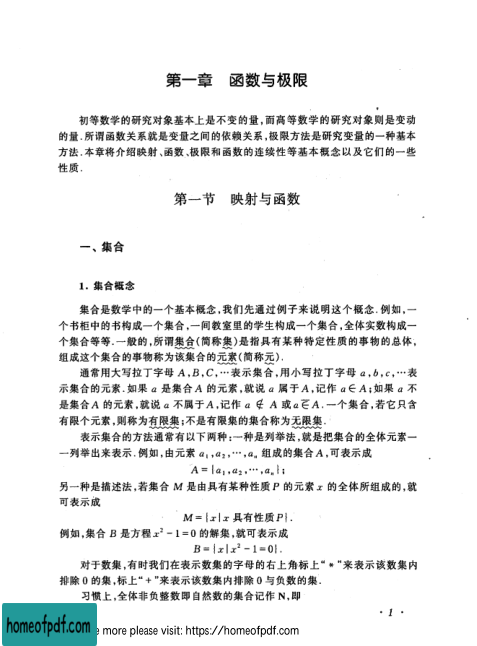 第一章 函数与极限
初等数学的研究对象基本上是不变的量,而高等数学的研究对象则是变动
的量.所谓函数关系就是变量之间的依赖关系,极限方法是研究变量的一种基本
方法.本章将介绍映射、函数、极限和函数的连续性等基本概念以及它们的一些
性质.
第一节 映射与函数
一、集合
1. 集合概念
集合是数学中的一个基本概念,我们先通过例子来说明这个概念.例如,一
个书柜中的书构成一个集合,一间教室里的学生构成一个集合,全体实数构成一
个集合等等.一般的,所谓集合(简称集)是指具有某种特定性质的事物的总体,
组成这个集合的事物称为该集合的元素(简称元).
通常用大写拉丁字母 A,B,C,…表示集合,用小写拉丁字母 a,b,c,…表
示集合的元素.如果 a 是集合 A 的元素,就说 a 属于 A,记作 a∈A;如果 a 不
是集合 A 的元素,就说 a 不属于 A,记作 a ∉ A 或 a∈̅A.一个集合,若它只含
有限个元素,则称为有限集;不是有限集的集合称为无限集.
表示集合的方法通常有以下两种:一种是列举法,就是把集合的全体元素一
一列举出来表示.例如,由元素 a₁,a₂,…,aₙ 组成的集合 A,可表示成
A={a₁,a₂,…,aₙ};
另一种是描述法,若集合 M 是由具有某种性质 P 的元素 x 的全体所组成的,就
可表示成
M={x|x 具有性质P}.
例如,集合 B 是方程 x²-1=0 的解集,就可表示成
B={x|x²-1=0}.
对于数集,有时我们在表示数集的字母的右上角标上“*”来表示该数集内
排除 0 的集,标上“+”来表示该数集内排除 0 与负数的集.
习惯上,全体非负整数即自然数的集合记作 N,即
· 1 ·
homeofpdf.com
e more please visit: https://homeofpdf.com